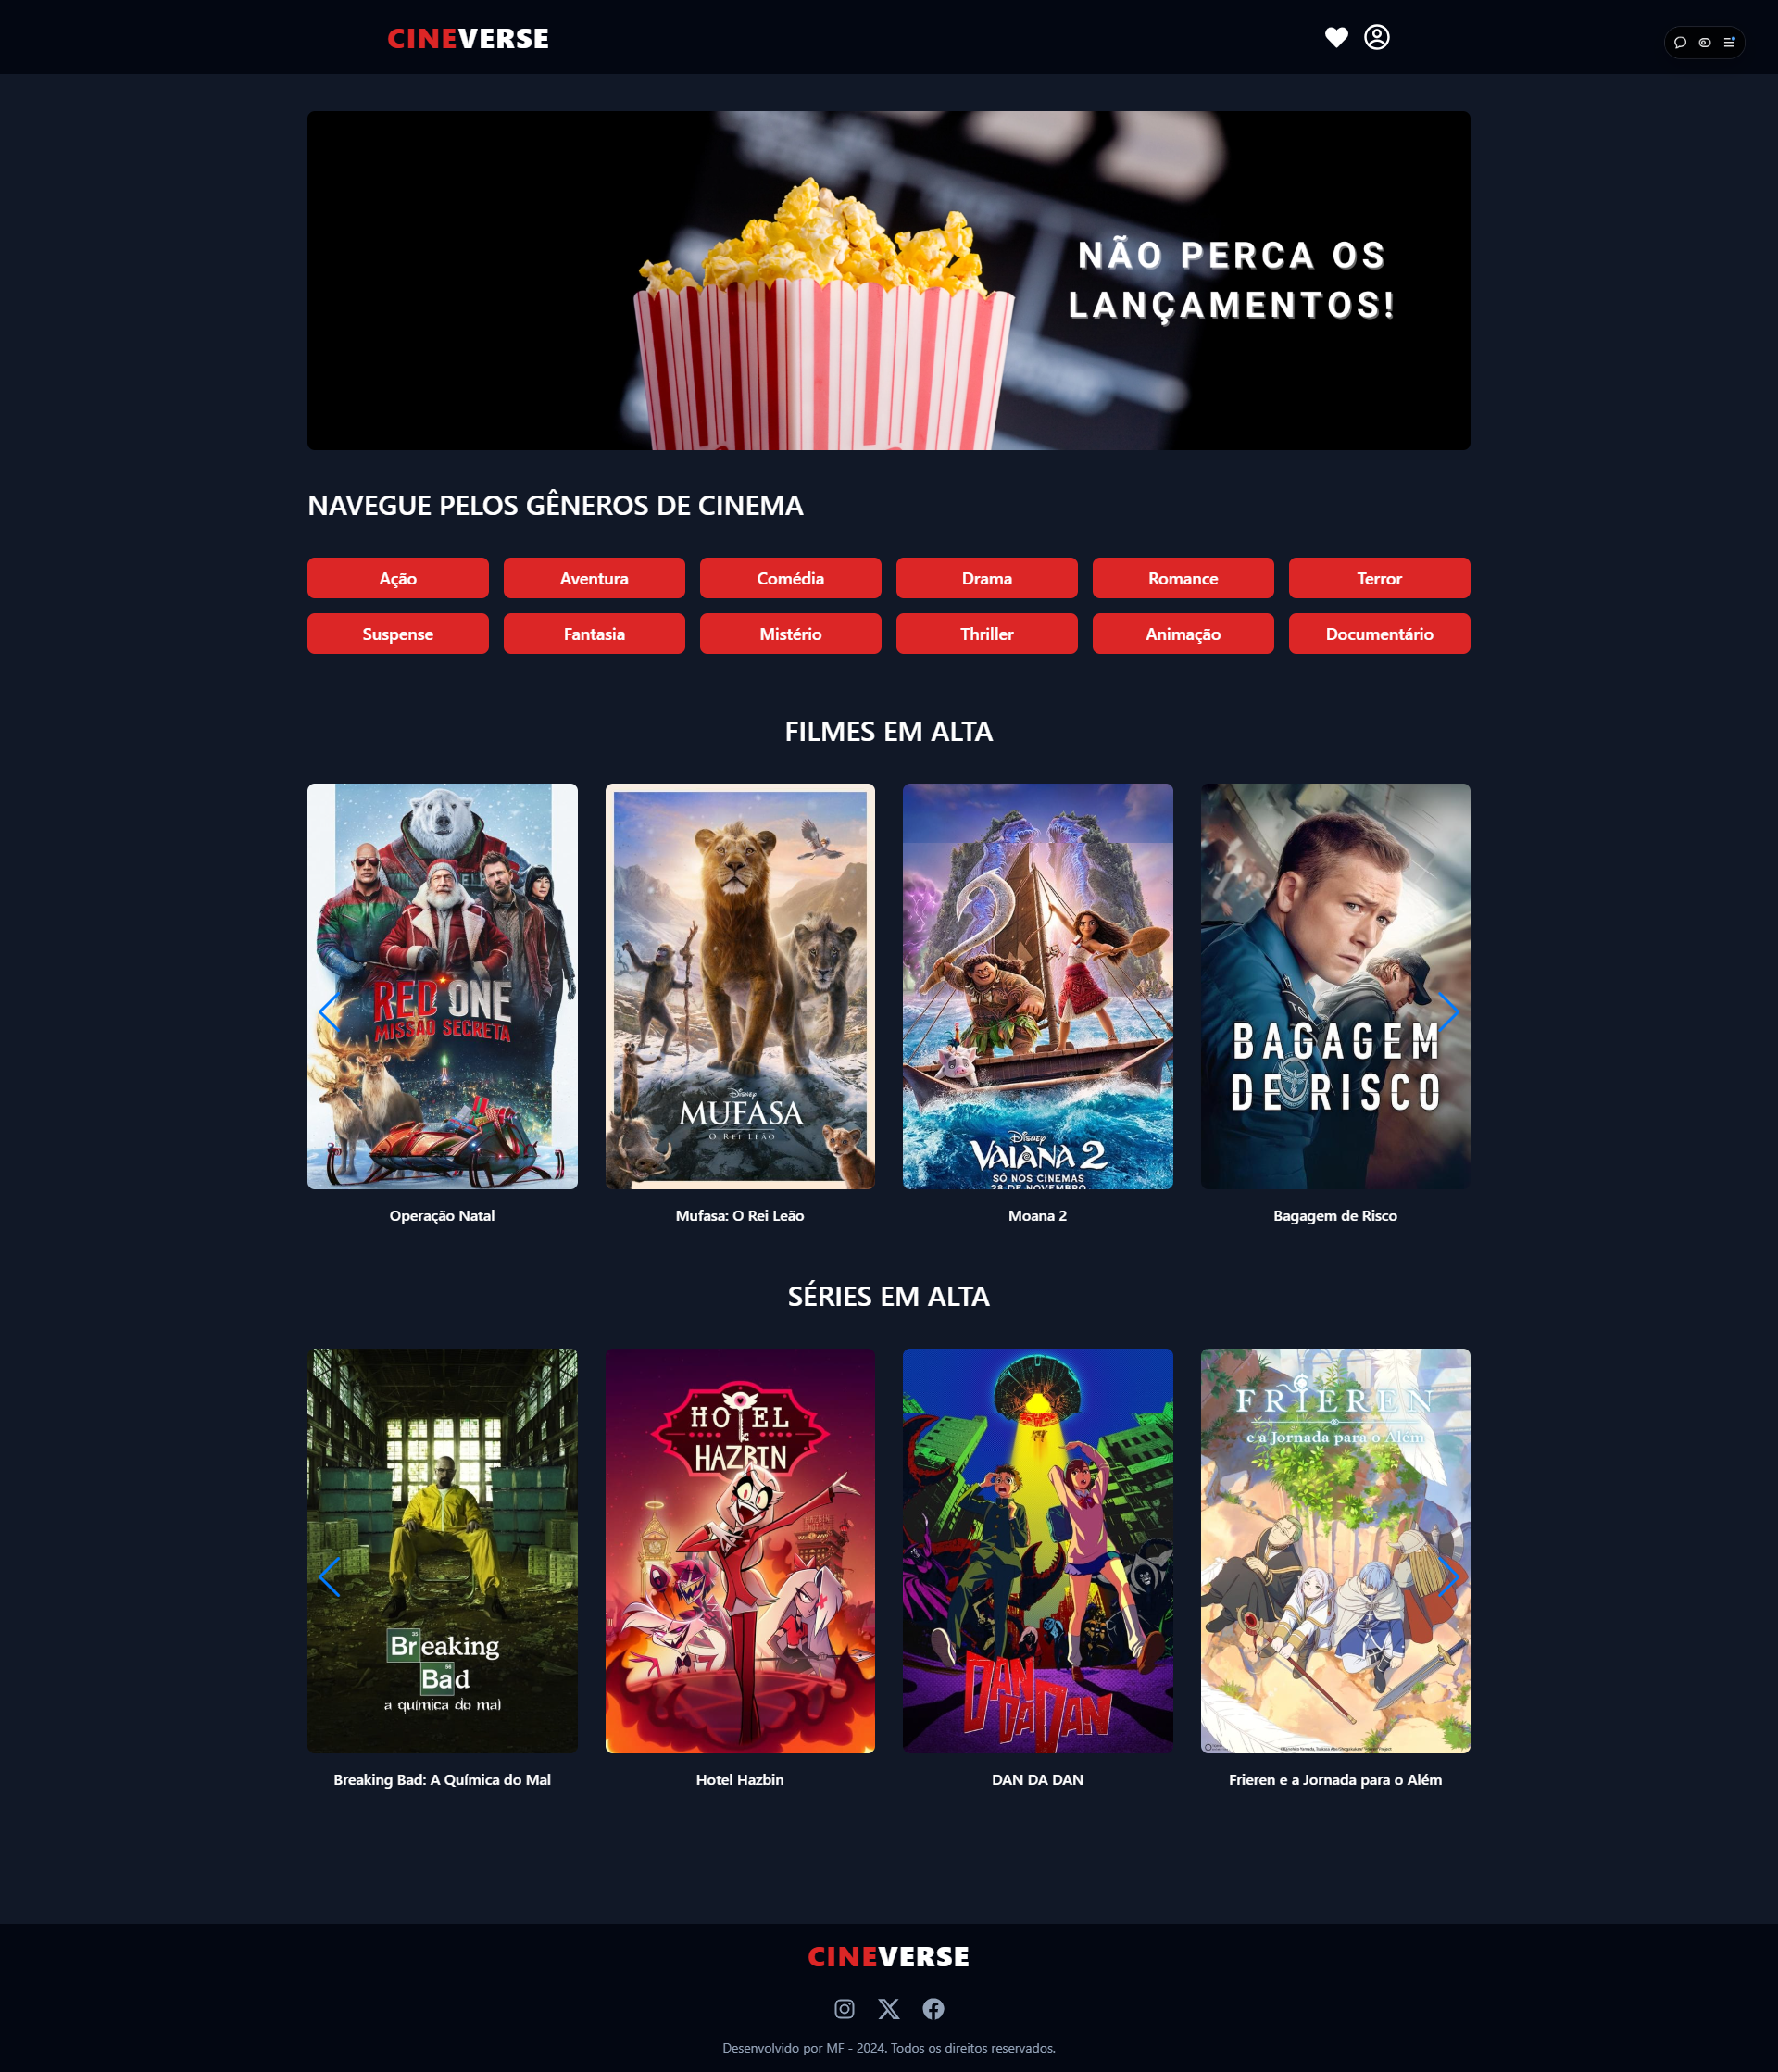 CINEVERSE
NÃO PERCA OS
LANÇAMENTOS!
NAVEGUE PELOS GÊNEROS DE CINEMA
Ação Aventura Comédia Drama Romance Terror
Suspense Fantasia Mistério Thriller Animação Documentário
FILMES EM ALTA
RED ONE
MISSÃO SECRETA
Disney
MUFASA
O REI LEÃO
Disney
VAIANA 2
SÓ NOS CINEMAS
28 DE NOVEMBRO
BAGAGEM
DE RISCO
Operação Natal Mufasa: O Rei Leão Moana 2 Bagagem de Risco
SÉRIES EM ALTA
35
Breaking
56
Bad
a química do mal
HOTEL
HAZBIN
DAN
DA DAN
FRIEREN
e a Jornada para o Além
Breaking Bad: A Química do Mal Hotel Hazbin DAN DA DAN Frieren e a Jornada para o Além
CINEVERSE
Desenvolvido por MF - 2024. Todos os direitos reservados.